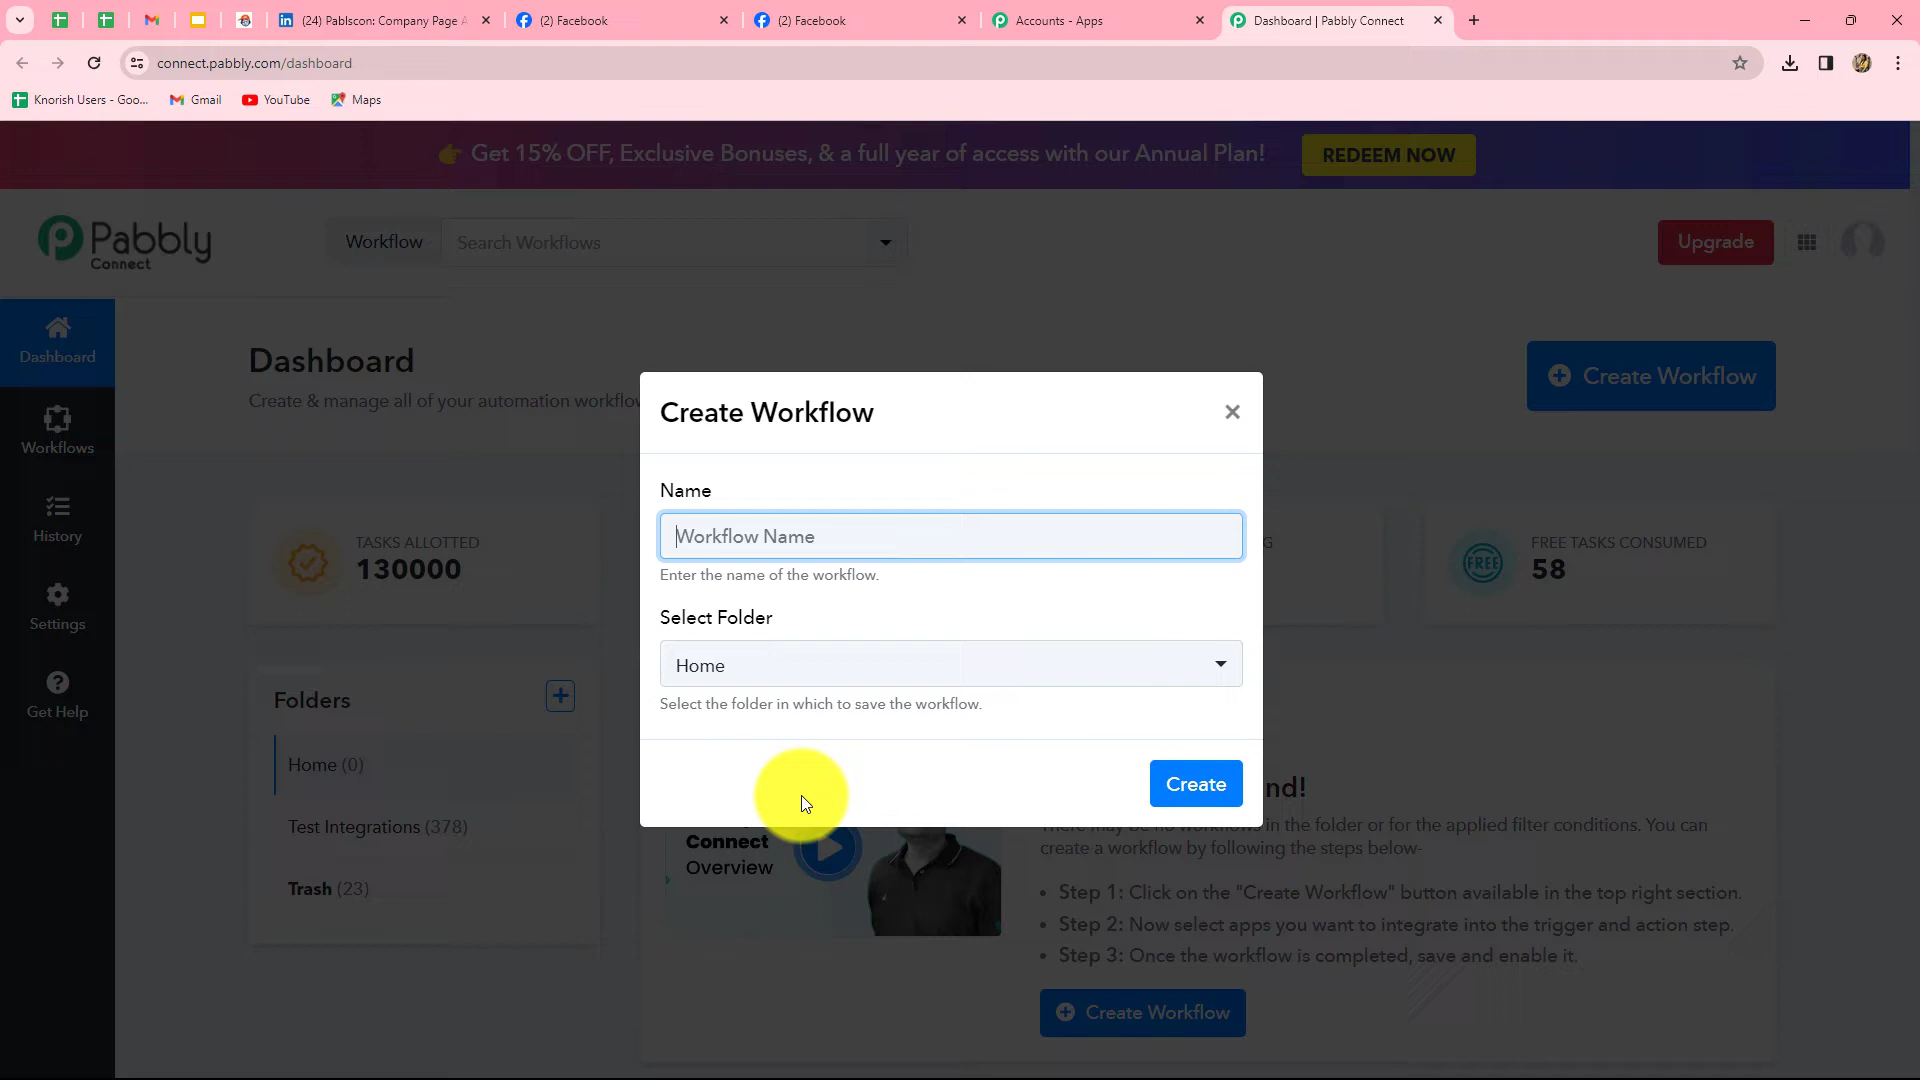 (24) Pablscon: Company Page A
(2) Facebook
(2) Facebook
Accounts - Apps
Dashboard | Pabbly Connect
connect.pabbly.com/dashboard
Knorish Users - Goo...
Gmail
YouTube
Maps
Get 15% OFF, Exclusive Bonuses, & a full year of access with our Annual Plan!
REDEEM NOW
Pabbly
Connect
Workflow
Search Workflows
Upgrade
Dashboard
Workflows
History
Settings
Get Help
Dashboard
Create & manage all of your automation workflow
Create Workflow
TASKS ALLOTTED
130000
G
FREE
FREE TASKS CONSUMED
58
Folders
Home (0)
Test Integrations (378)
Trash (23)
Create Workflow
Name
Workflow Name
Enter the name of the workflow.
Select Folder
Home
Select the folder in which to save the workflow.
Create
Connect
Overview
nd!
There may be no workflows in the folder or for the applied filter conditions. You can
create a workflow by following the steps below-
• Step 1: Click on the "Create Workflow" button available in the top right section.
• Step 2: Now select apps you want to integrate into the trigger and action step.
• Step 3: Once the workflow is completed, save and enable it.
Create Workflow